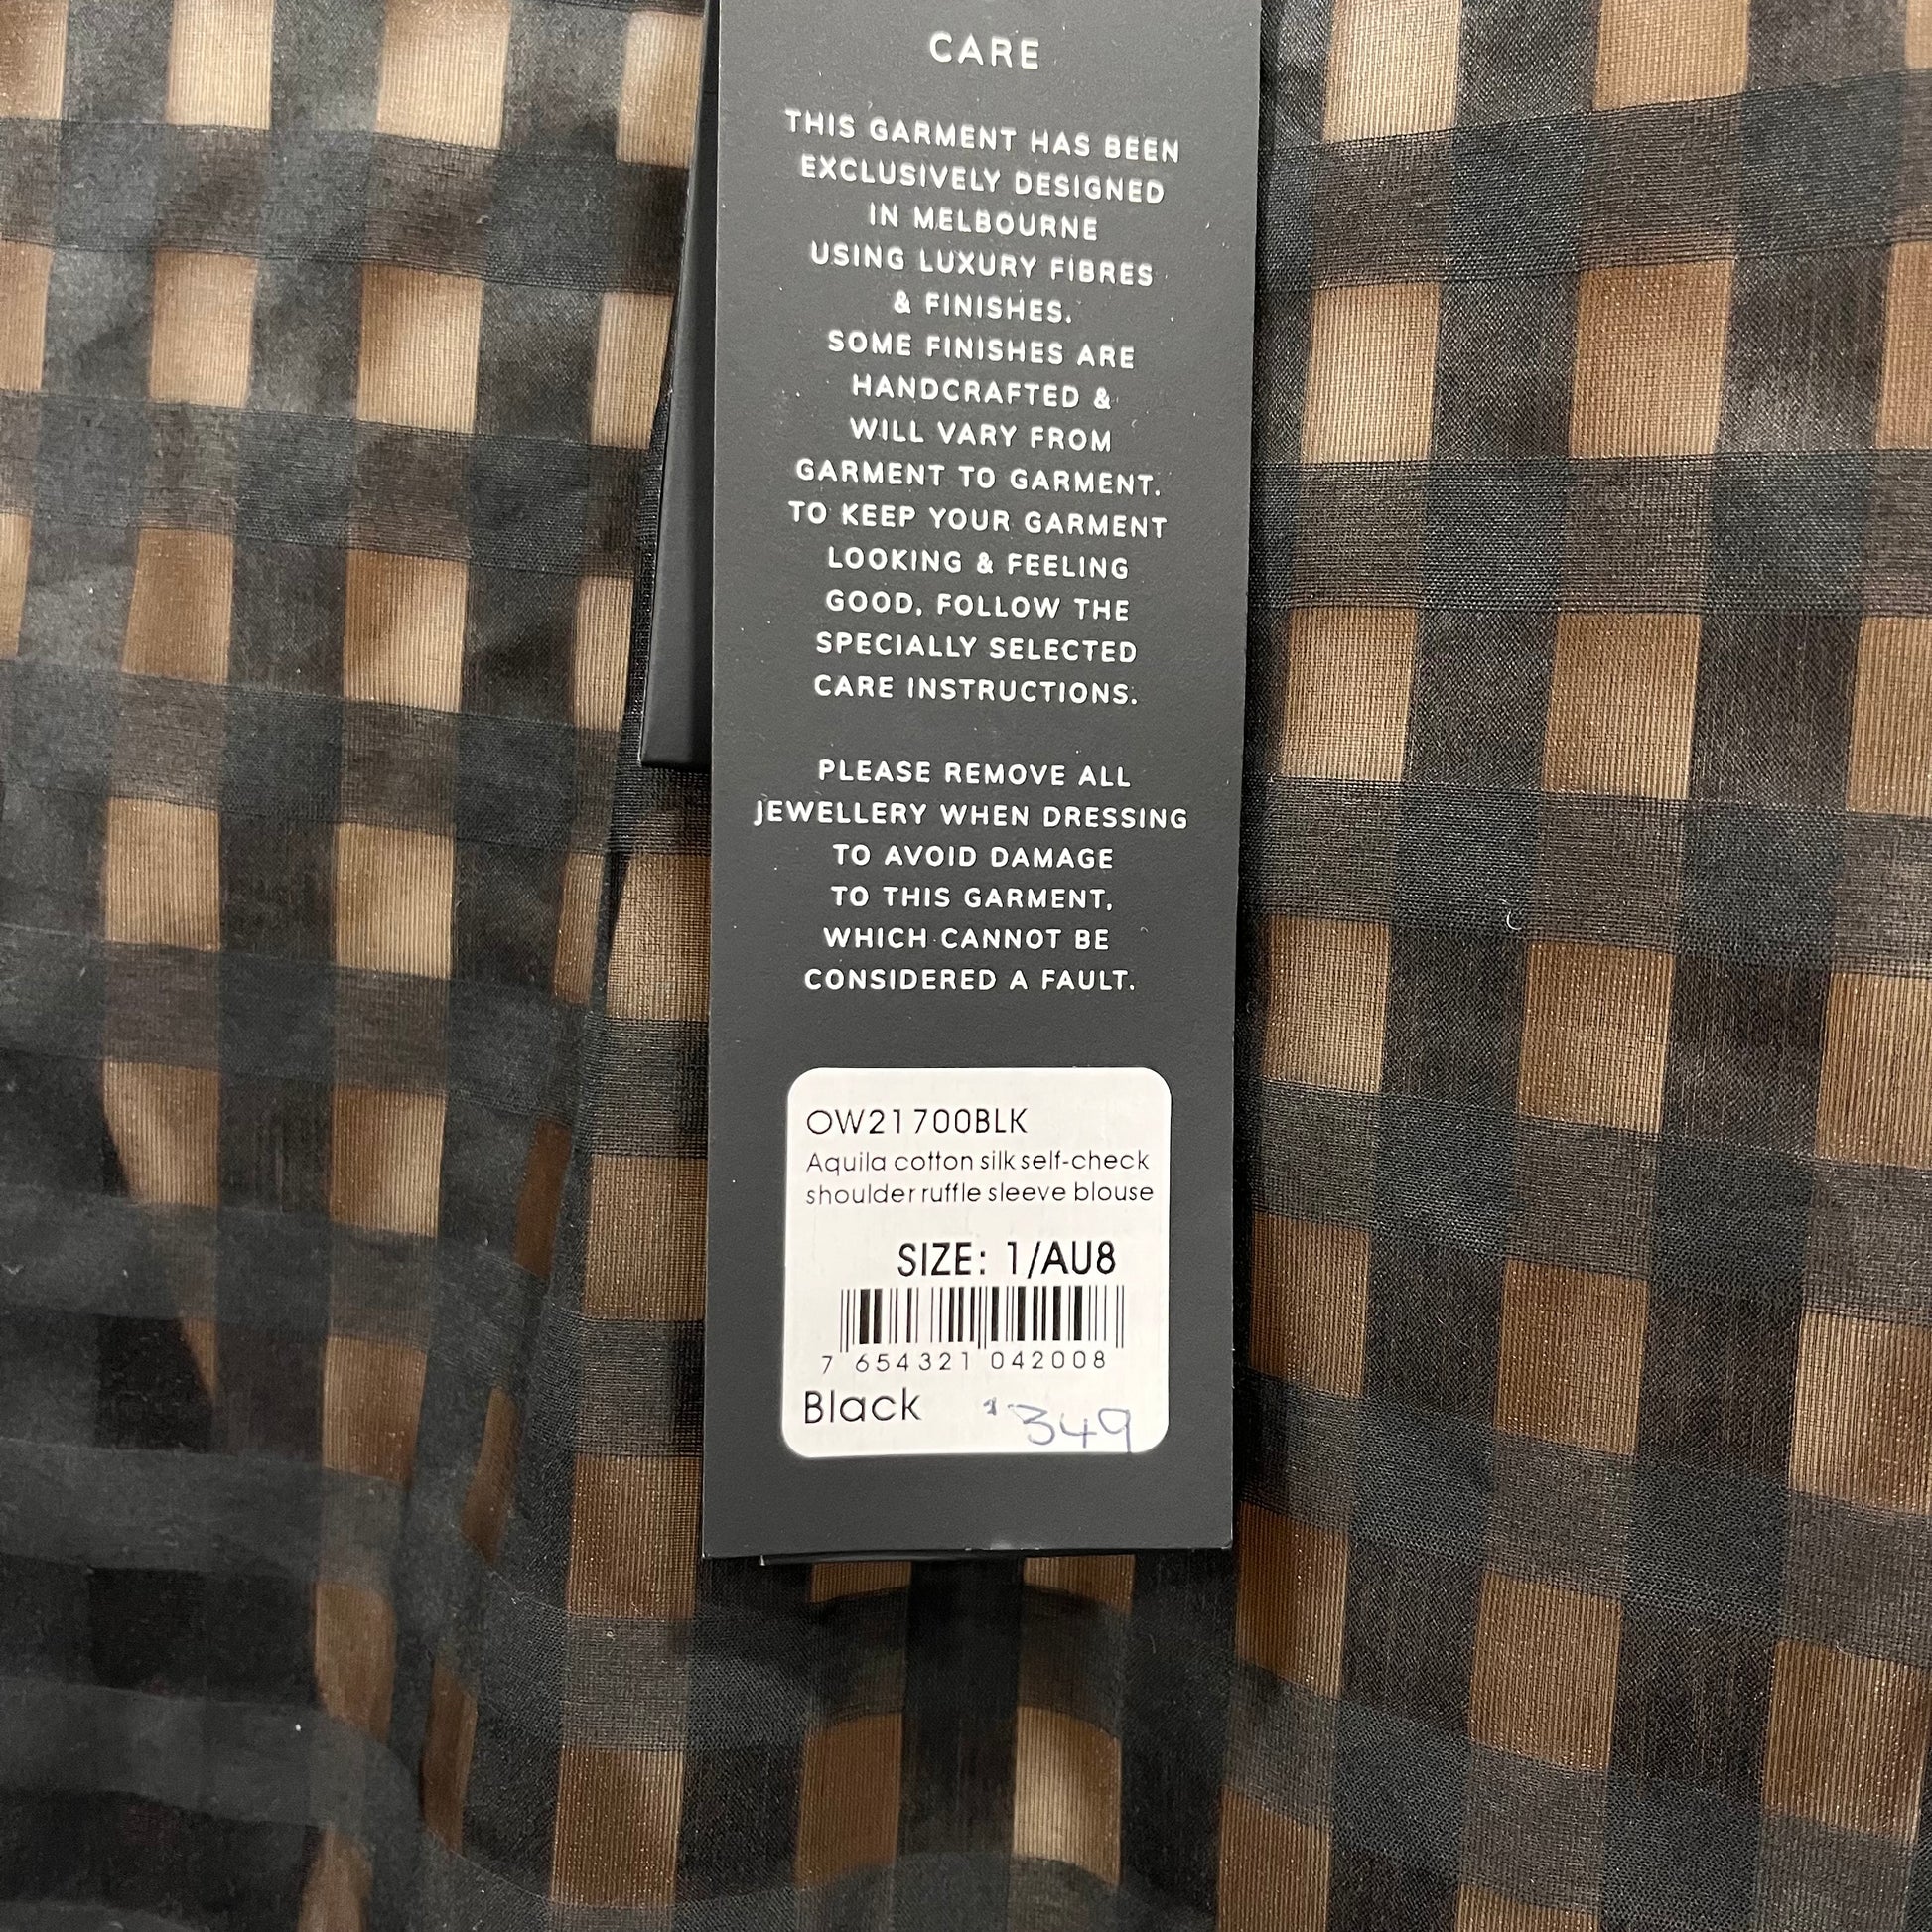 CARE
THIS GARMENT HAS BEEN
EXCLUSIVELY DESIGNED
IN MELBOURNE
USING LUXURY FIBRES
& FINISHES.
SOME FINISHES ARE
HANDCRAFTED &
WILL VARY FROM
GARMENT TO GARMENT.
TO KEEP YOUR GARMENT
LOOKING & FEELING
GOOD, FOLLOW THE
SPECIALLY SELECTED
CARE INSTRUCTIONS.
PLEASE REMOVE ALL
JEWELLERY WHEN DRESSING
TO AVOID DAMAGE
TO THIS GARMENT,
WHICH CANNOT BE
CONSIDERED A FAULT.
OW21700BLK
Aquila cotton silk self-check
shoulder ruffle sleeve blouse
SIZE: 1/AU8
7 654321 042008
Black $349